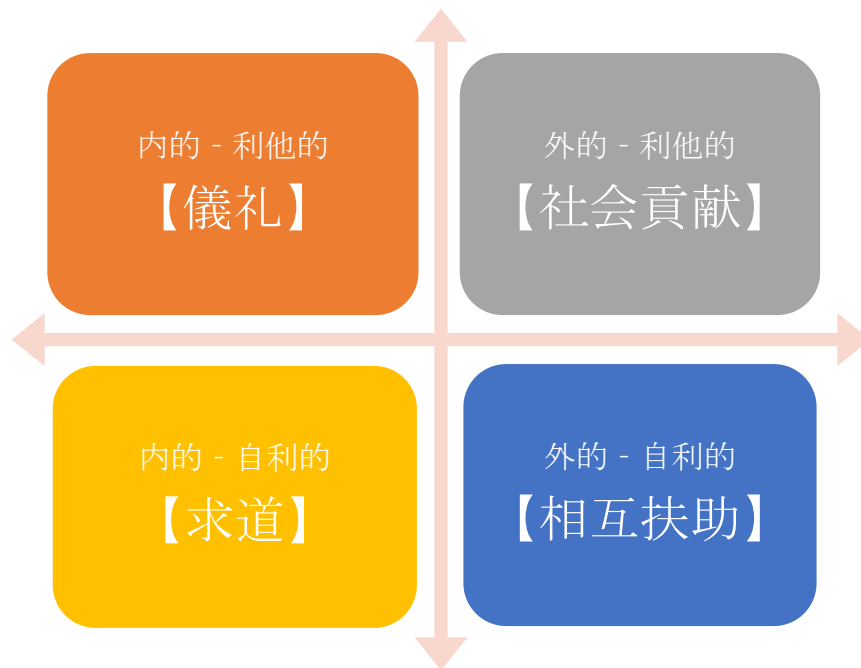 内的 - 利他的
【儀礼】
外的 - 利他的
【社会貢献】
内的 - 自利的
【求道】
外的 - 自利的
【相互扶助】